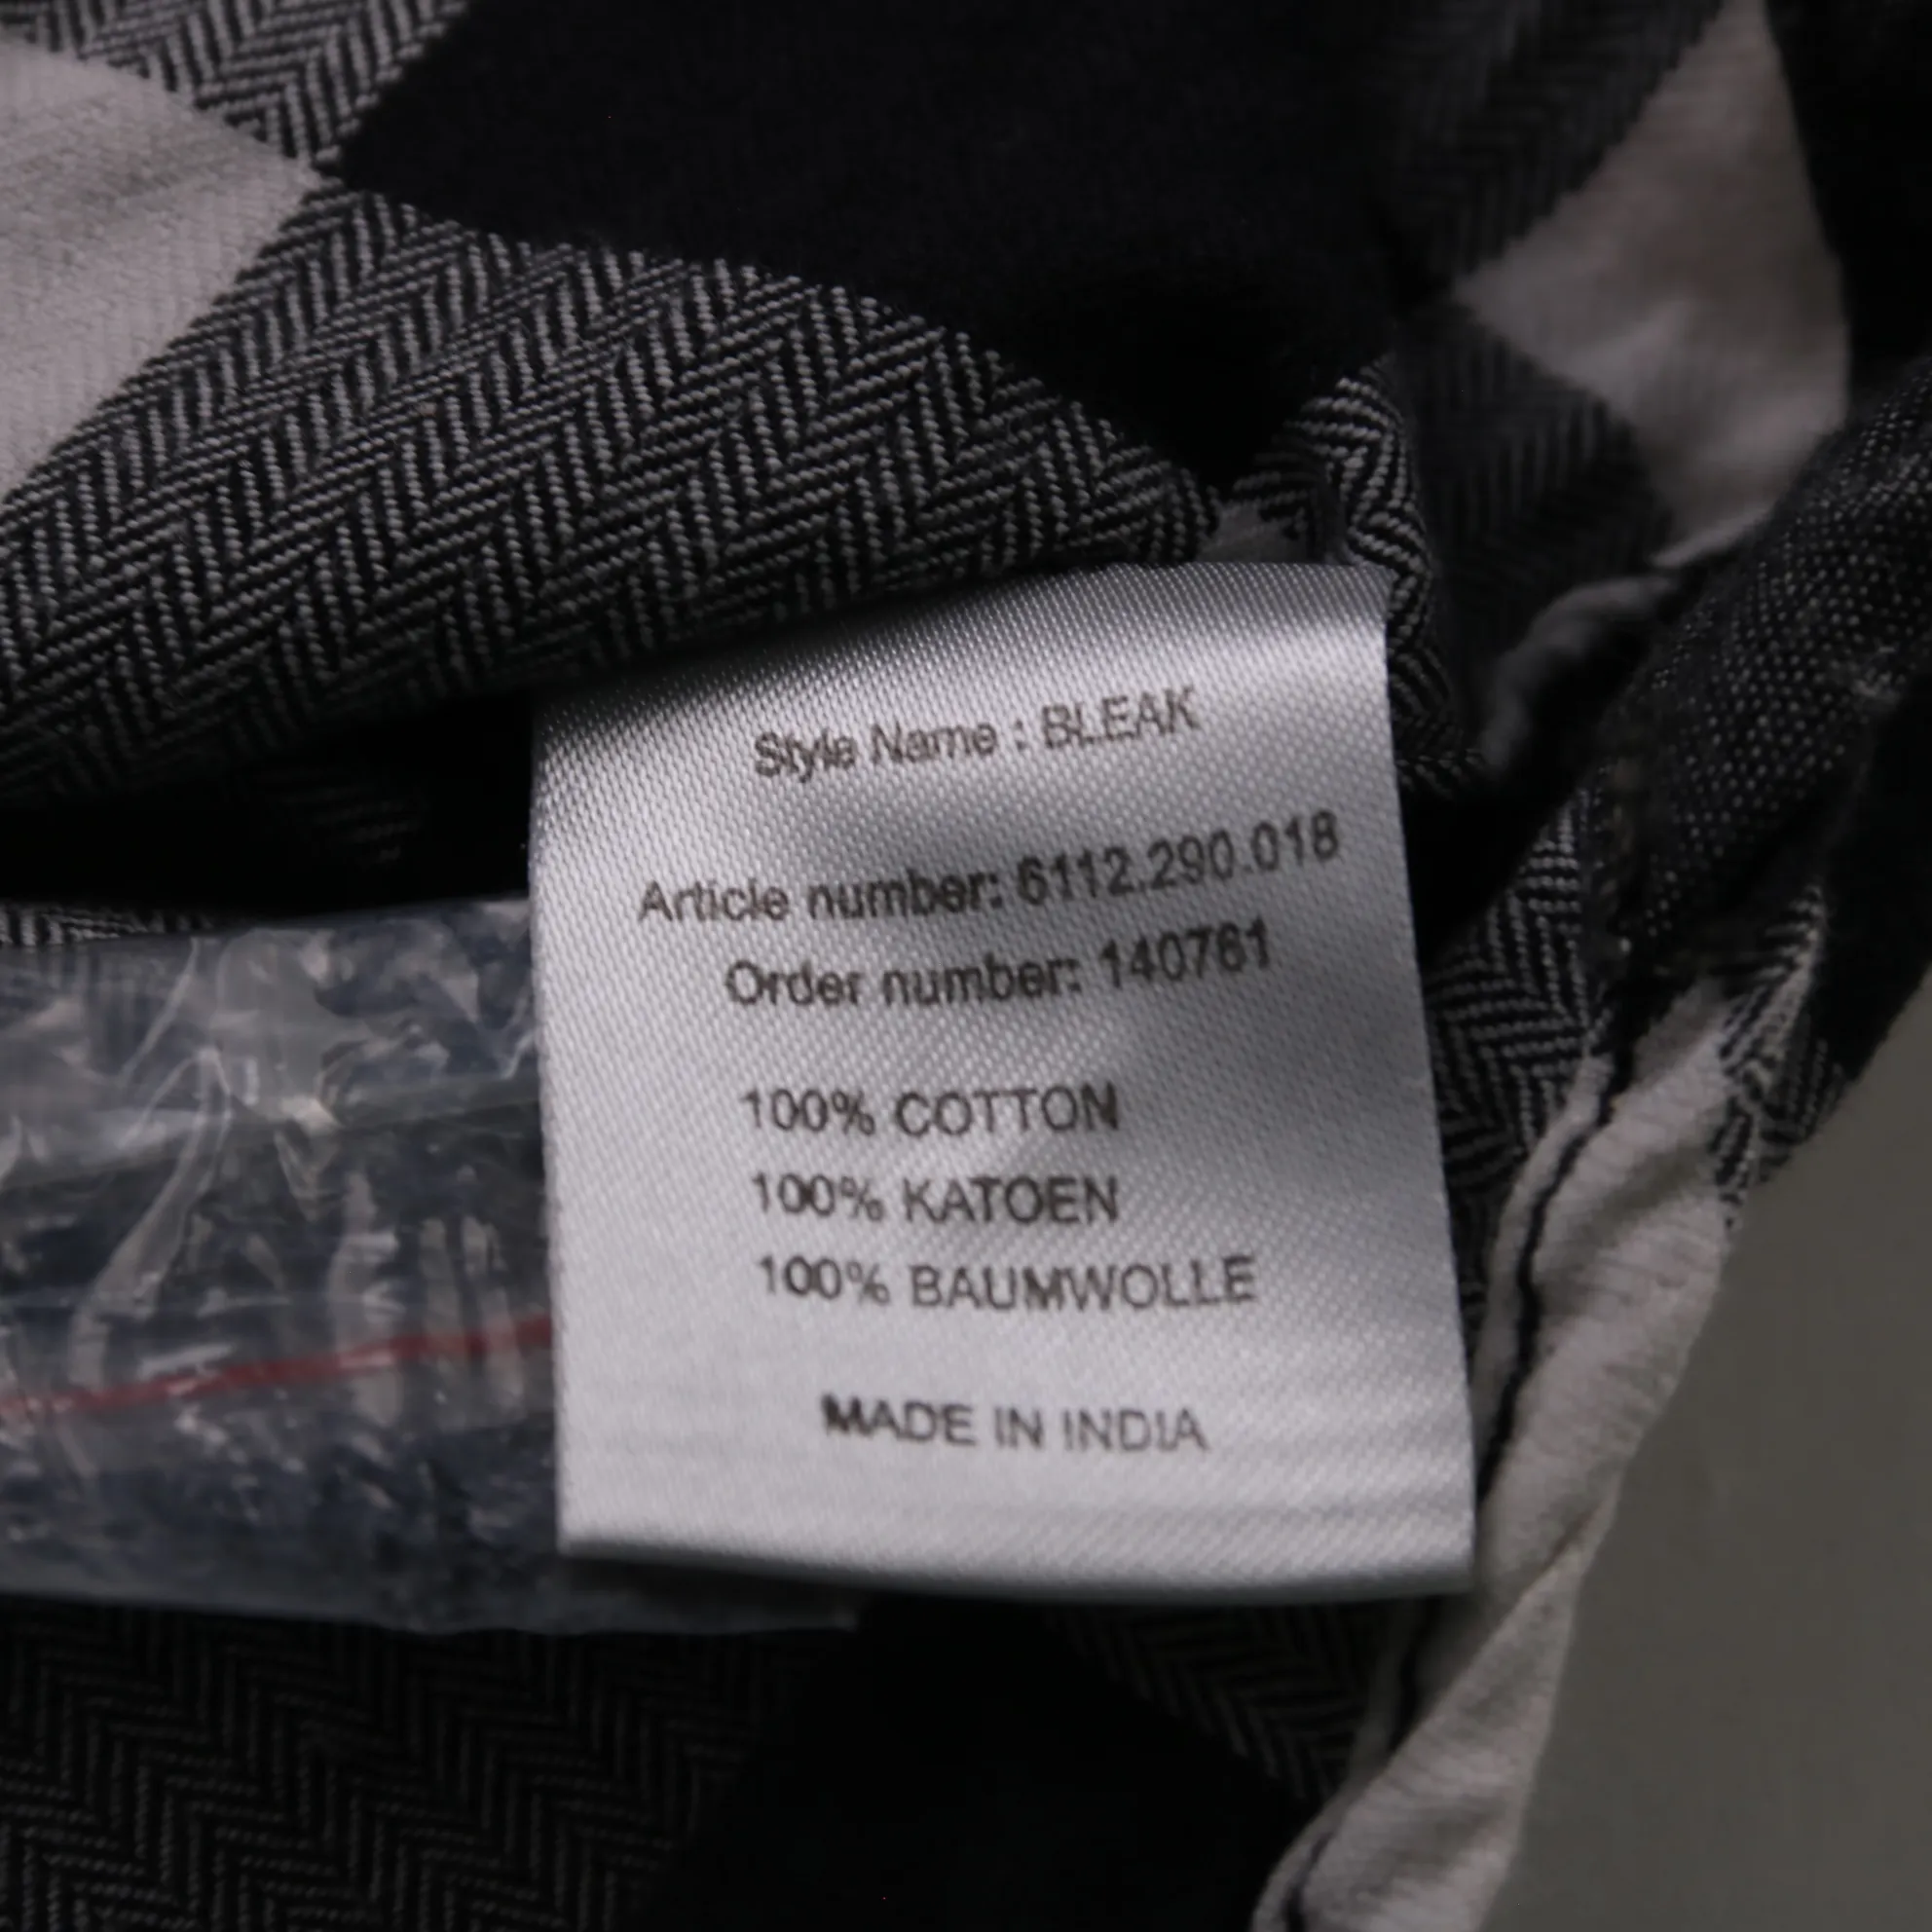 Style Name : BLEAK
Article number: 6112.290.018
Order number: 140761
100% COTTON
100% KATOEN
100% BAUMWOLLE
MADE IN INDIA